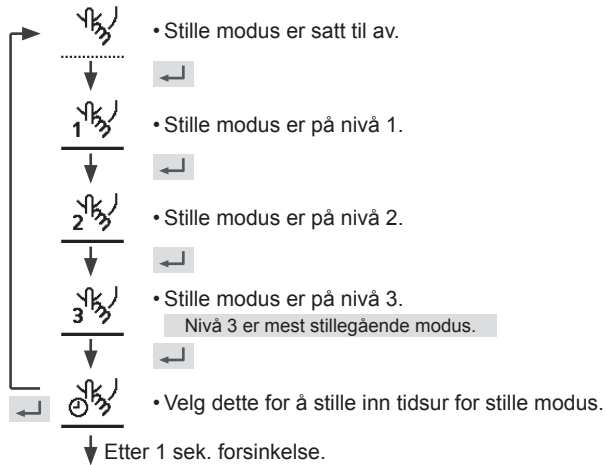 • Stille modus er satt til av.
1
• Stille modus er på nivå 1.
2
• Stille modus er på nivå 2.
3
• Stille modus er på nivå 3.
Nivå 3 er mest stillegående modus.
• Velg dette for å stille inn tidsur for stille modus.
Etter 1 sek. forsinkelse.